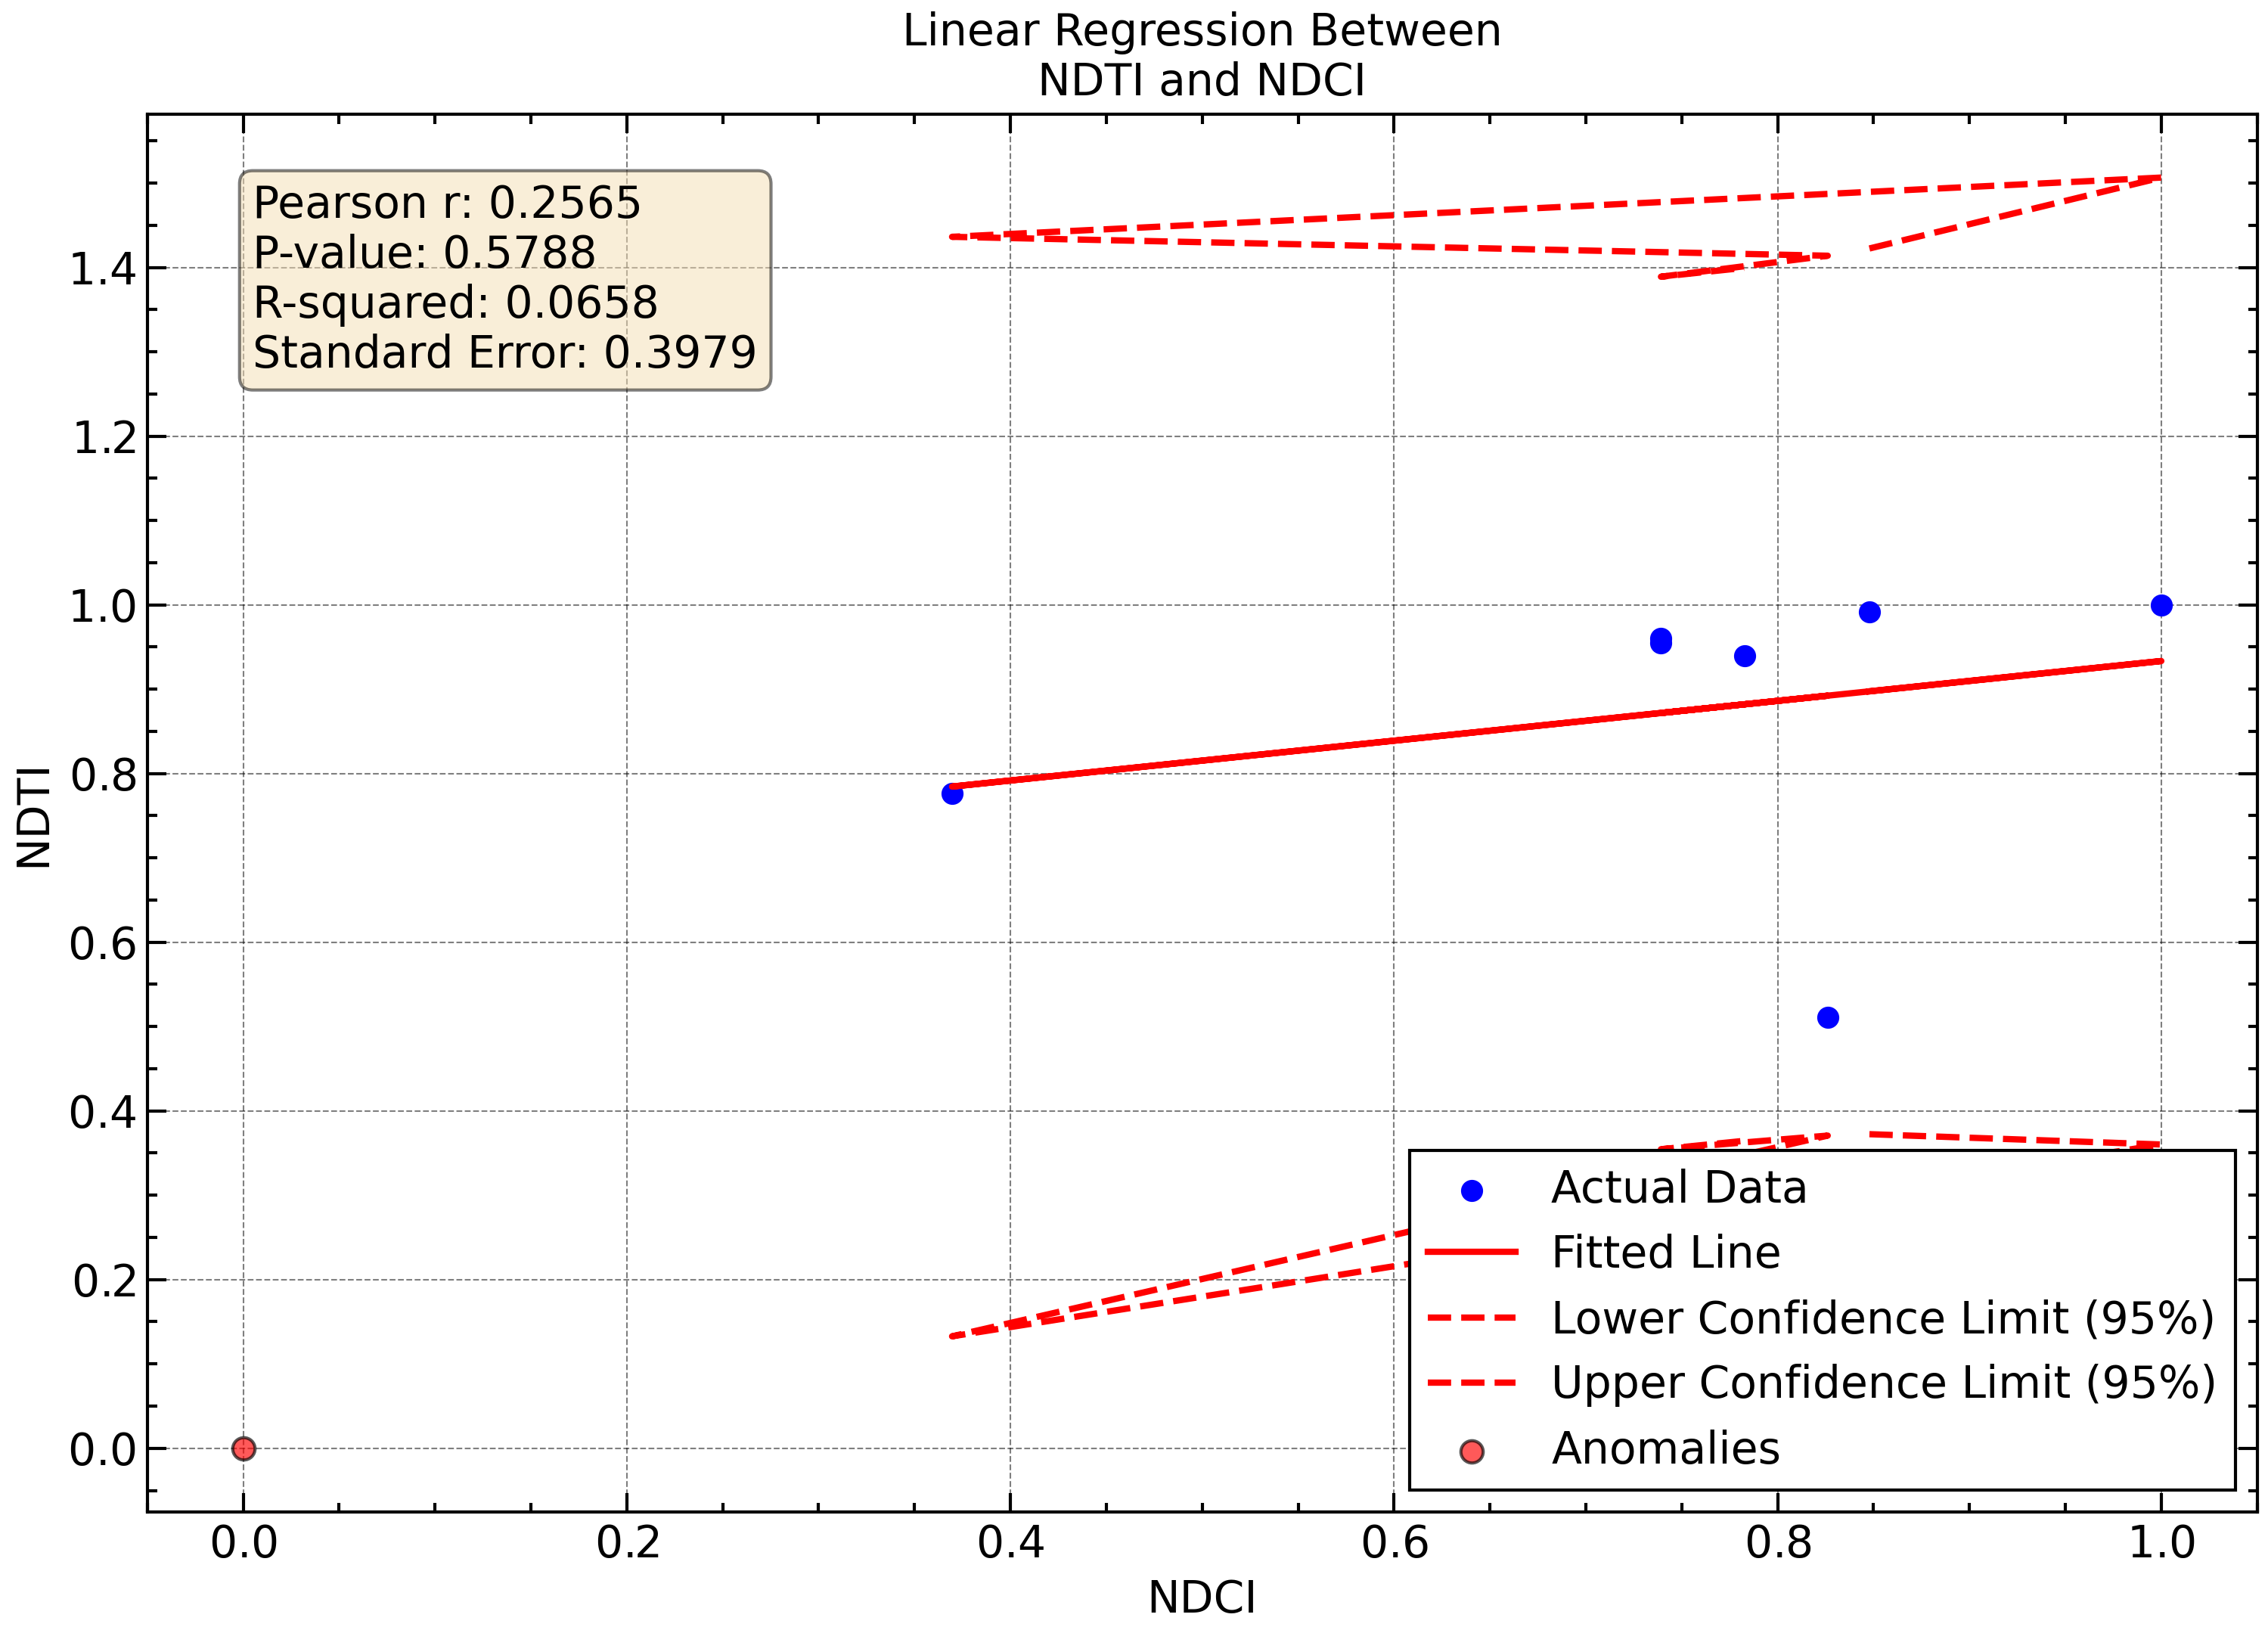 Linear Regression Between
NDTI and NDCI
Pearson r: 0.2565
P-value: 0.5788
R-squared: 0.0658
Standard Error: 0.3979
1.4
1.2
1.0
0.8
0.6
0.4
0.2
0.0
NDTI
Actual Data
Fitted Line
Lower Confidence Limit (95%)
Upper Confidence Limit (95%)
Anomalies
0.0 0.2 0.4 0.6 0.8 1.0
NDCI